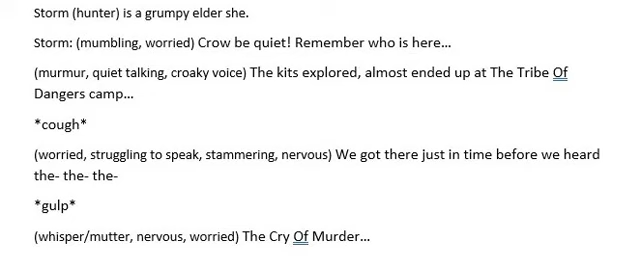 Storm (hunter) is a grumpy elder she.
Storm: (mumbling, worried) Crow be quiet! Remember who is here...
(murmur, quiet talking, croaky voice) The kits explored, almost ended up at The Tribe Of
Dangers camp...
*cough*
(worried, struggling to speak, stammering, nervous) We got there just in time before we heard
the- the- the-
*gulp*
(whisper/mutter, nervous, worried) The Cry Of Murder...